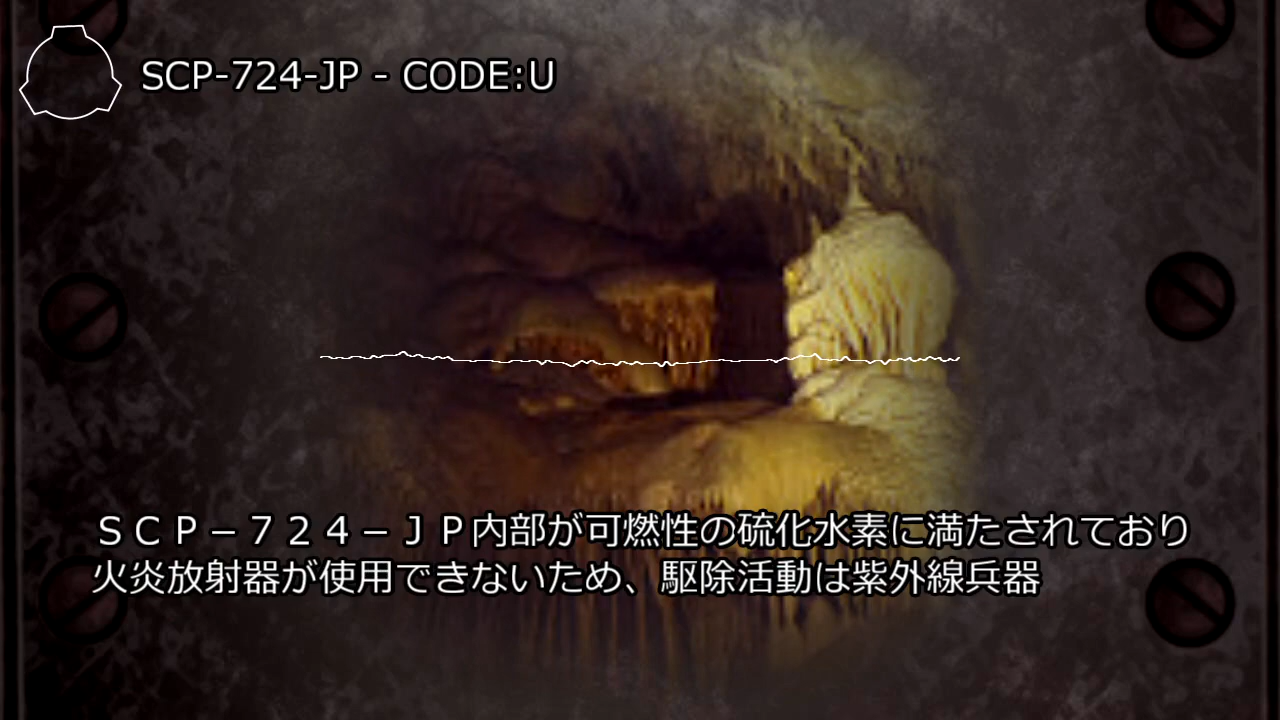 SCP-724-JP - CODE:U
ＳＣＰ－７２４－ＪＰ内部が可燃性の硫化水素に満たされており
火炎放射器が使用できないため、駆除活動は紫外線兵器